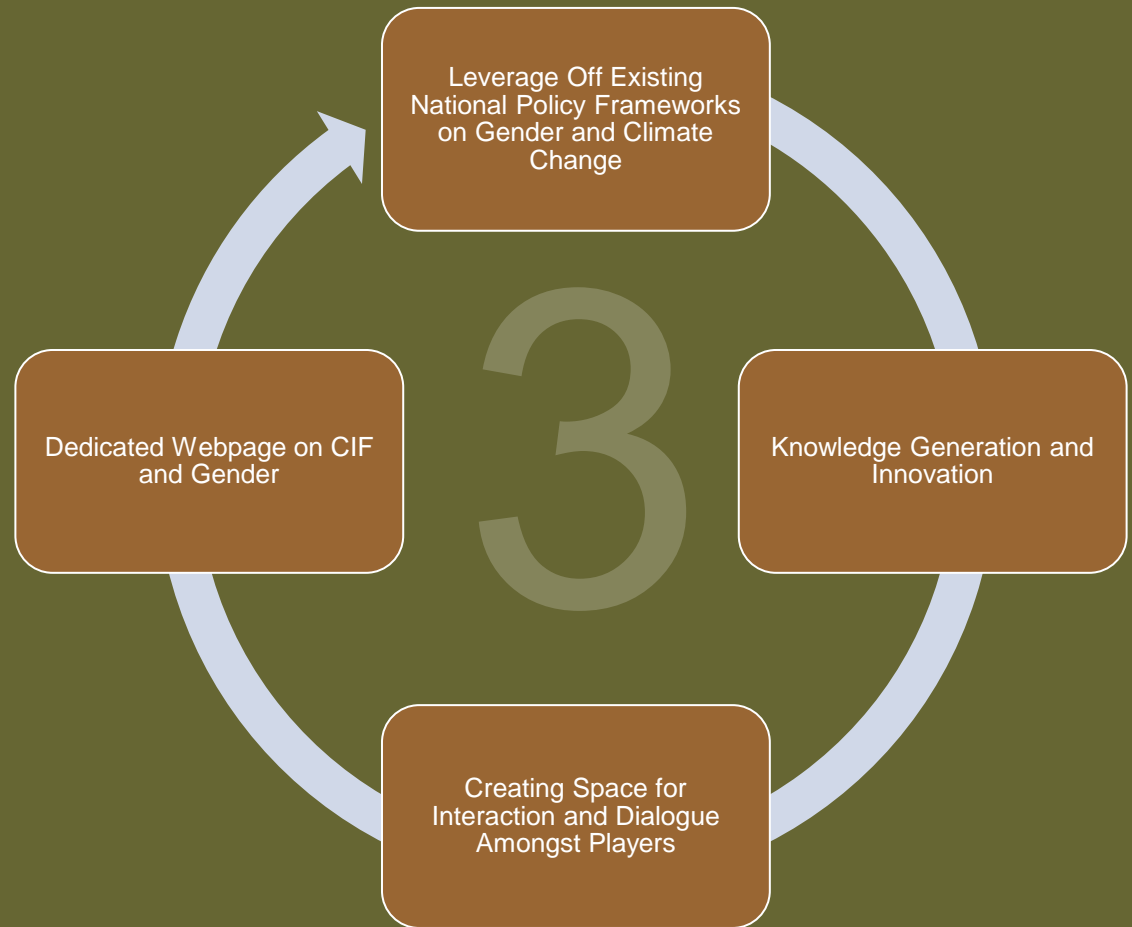 Leverage Off Existing
National Policy Frameworks
on Gender and Climate
Change
3
Dedicated Webpage on CIF
and Gender
Knowledge Generation and
Innovation
Creating Space for
Interaction and Dialogue
Amongst Players